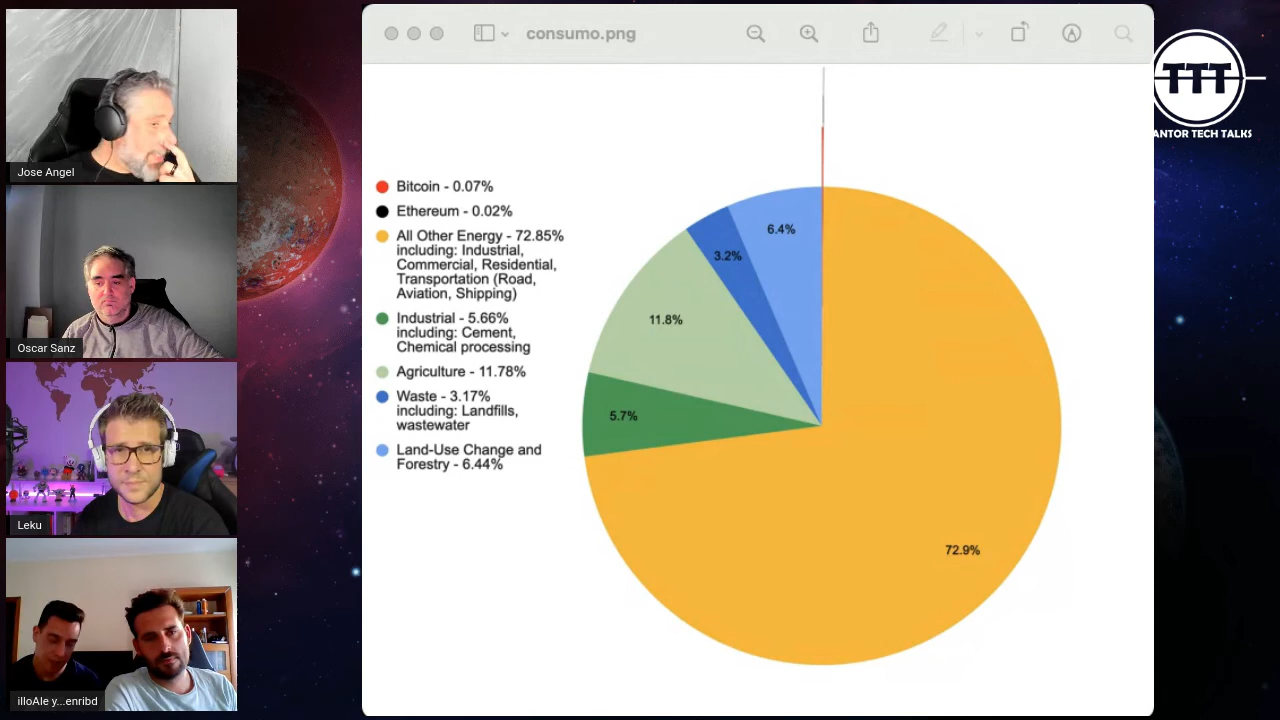 Jose Angel
Oscar Sanz
Leku
illoAle y...enribd
consumo.png
Bitcoin - 0.07%
Ethereum - 0.02%
All Other Energy - 72.85%
including: Industrial,
Commercial, Residential,
Transportation (Road,
Aviation, Shipping)
Industrial - 5.66%
including: Cement,
Chemical processing
Agriculture - 11.78%
Waste - 3.17%
including: Landfills,
wastewater
Land-Use Change and
Forestry - 6.44%
6.4%
3.2%
11.8%
5.7%
72.9%
TTT
ANTOR TECH TALKS